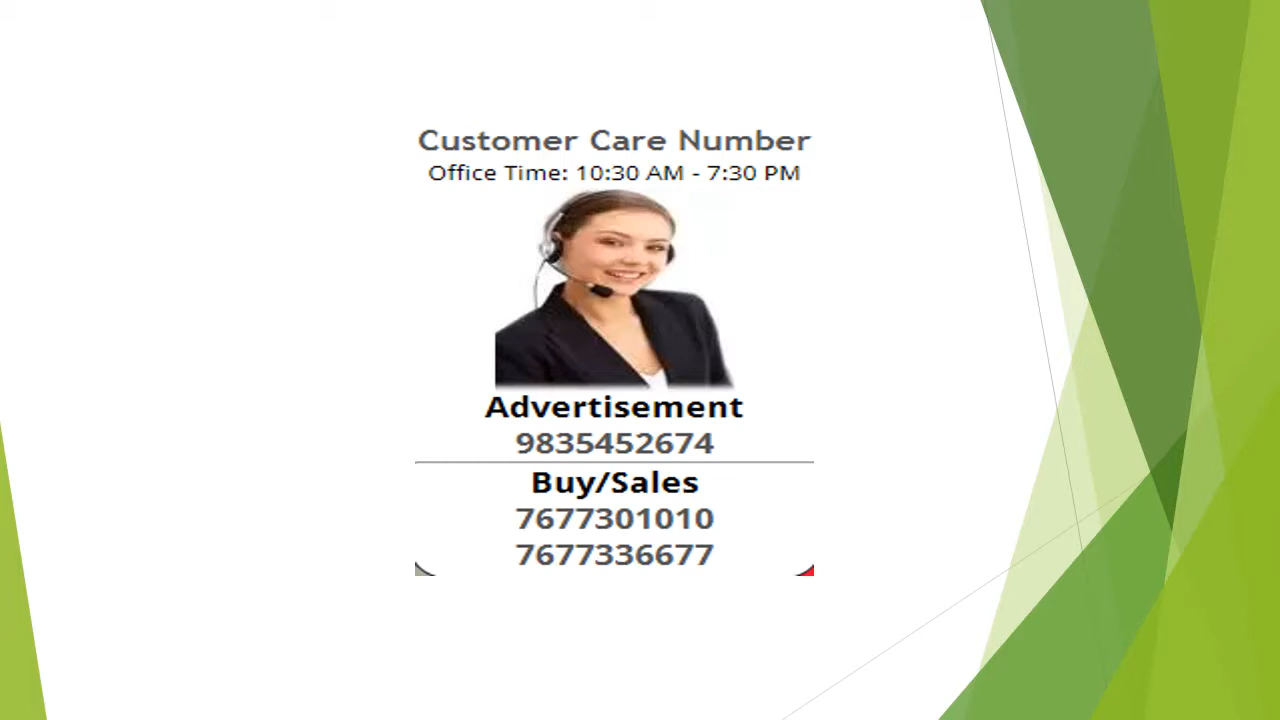 Customer Care Number
Office Time: 10:30 AM - 7:30 PM
Advertisement
9835452674
Buy/Sales
7677301010
7677336677